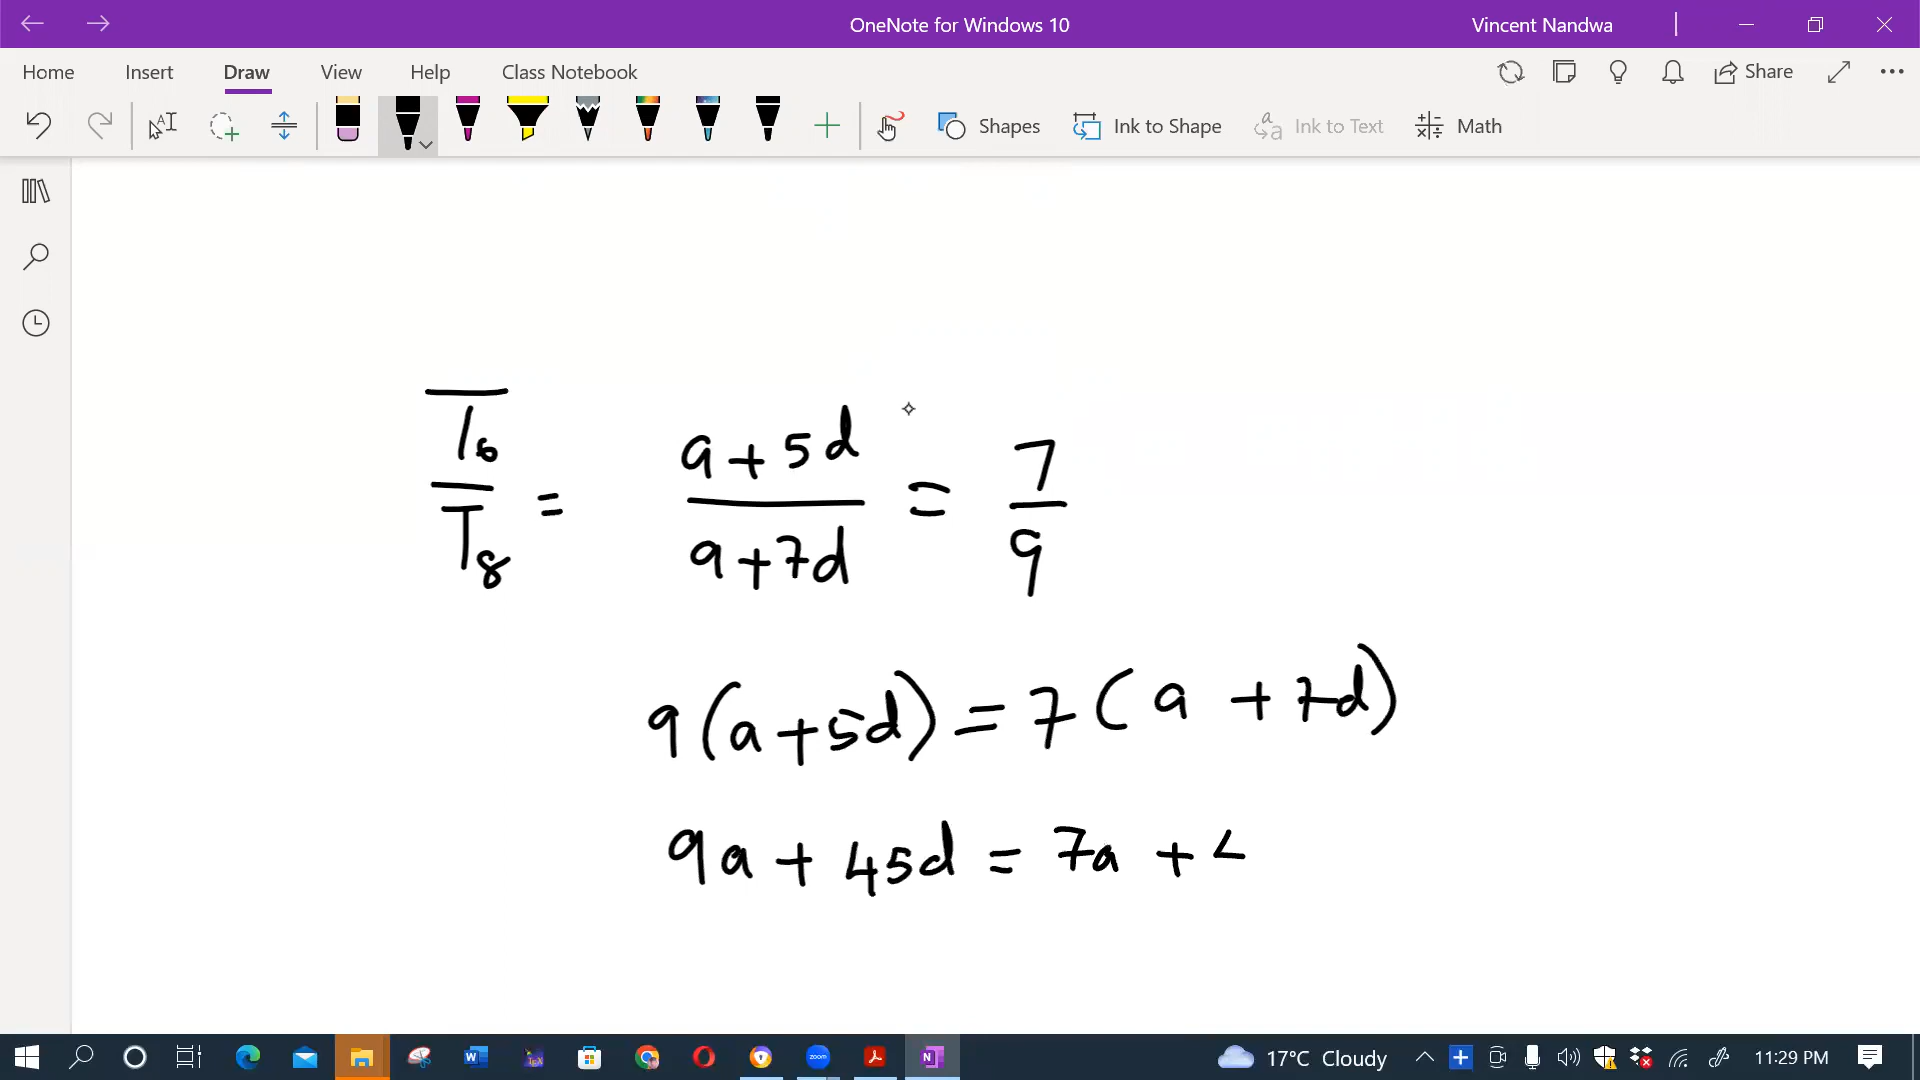 OneNote for Windows 10
Vincent Nandwa
Home Insert Draw View Help Class Notebook Share
Shapes Ink to Shape Ink to Text Math
T6/T8 = (a+5d)/(a+7d) = 7/9
9(a+5d) = 7(a+7d)
9a + 45d = 7a + 4
17°C Cloudy 11:29 PM